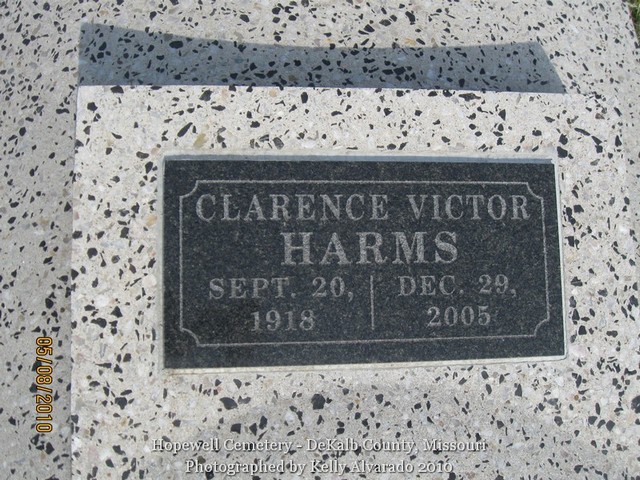 CLARENCE VICTOR
HARMS
SEPT. 20, DEC. 29,
1918 2005
05/08/2010
Hopewell Cemetery - DeKalb County, Missouri
Photographed by Kelly Alvarado 2010